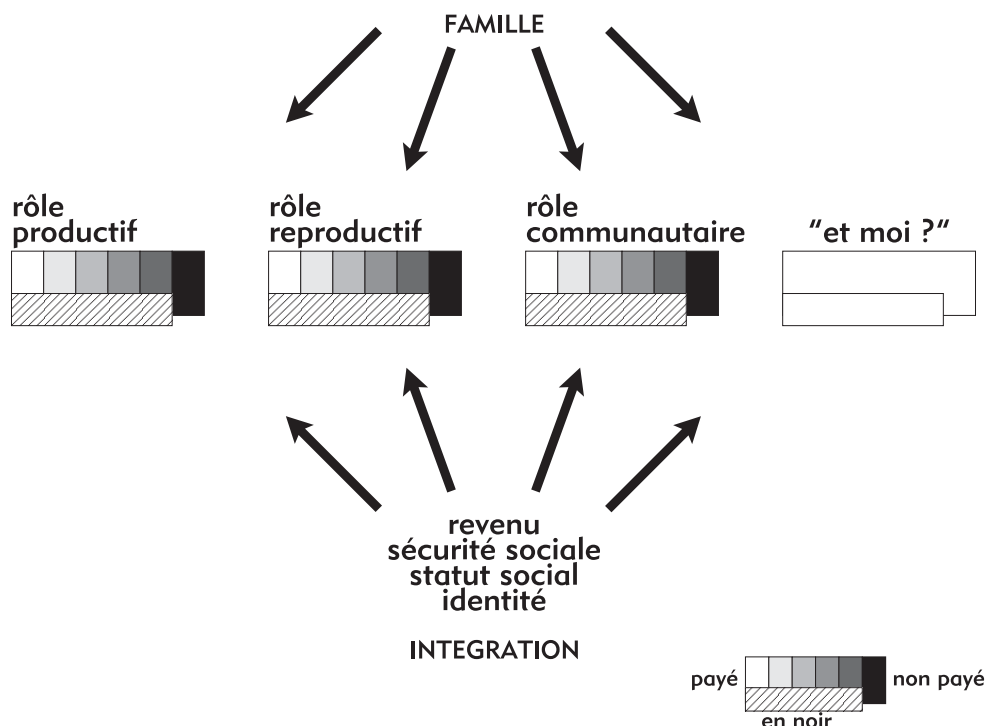 FAMILLE
rôle
productif
rôle
reproductif
rôle
communautaire
"et moi ?"
revenu
sécurité sociale
statut social
identité
INTEGRATION
payé
non payé
en noir